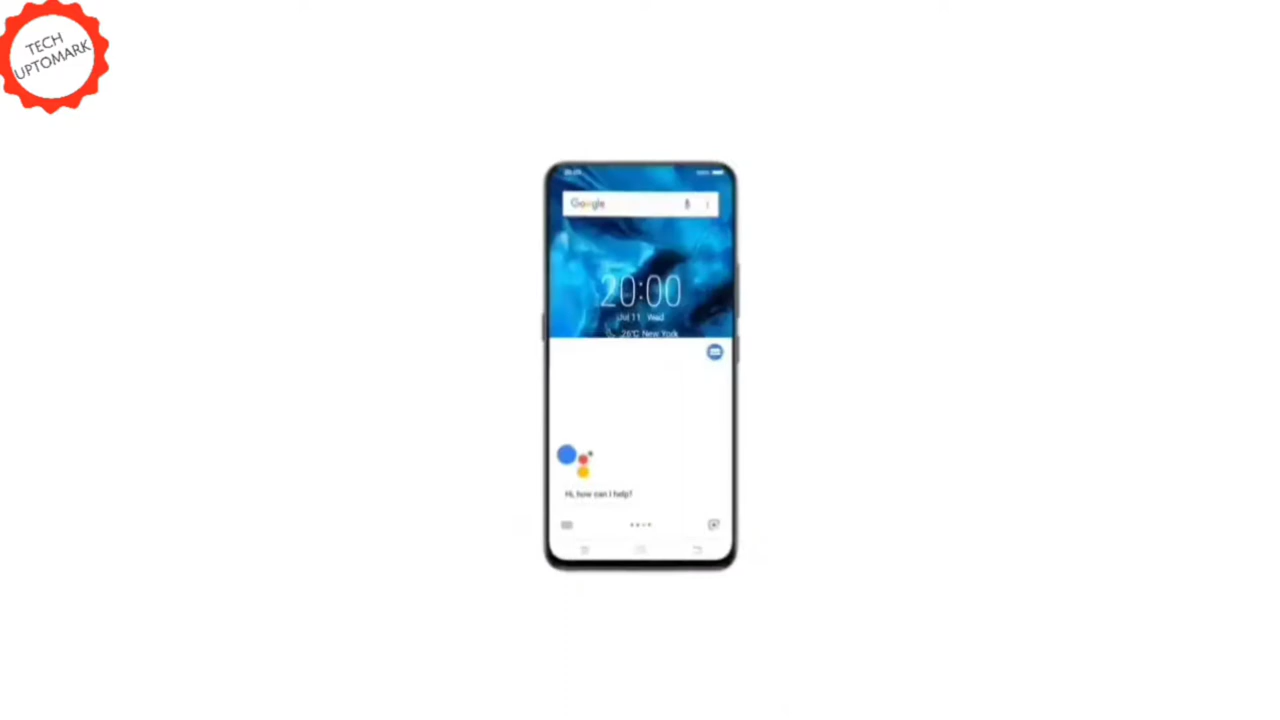 TECH
UPTOMARK
Google
20:00
Jul 11 Wed
26℃ New York
Hi, how can I help?